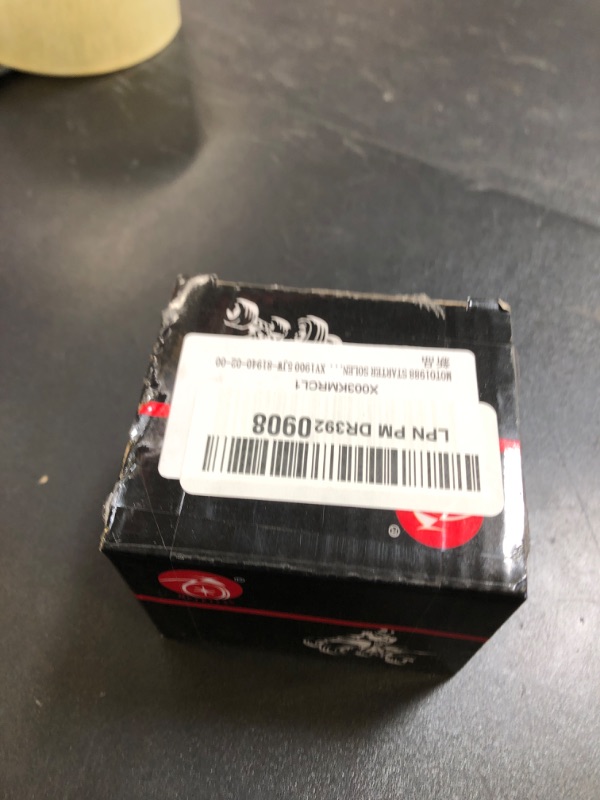 LPN PM DR3920908
X003KMRCL1
MOTO1988 STARTER SOLEN... XV1900 5JW-81940-02-00
新品
®
®